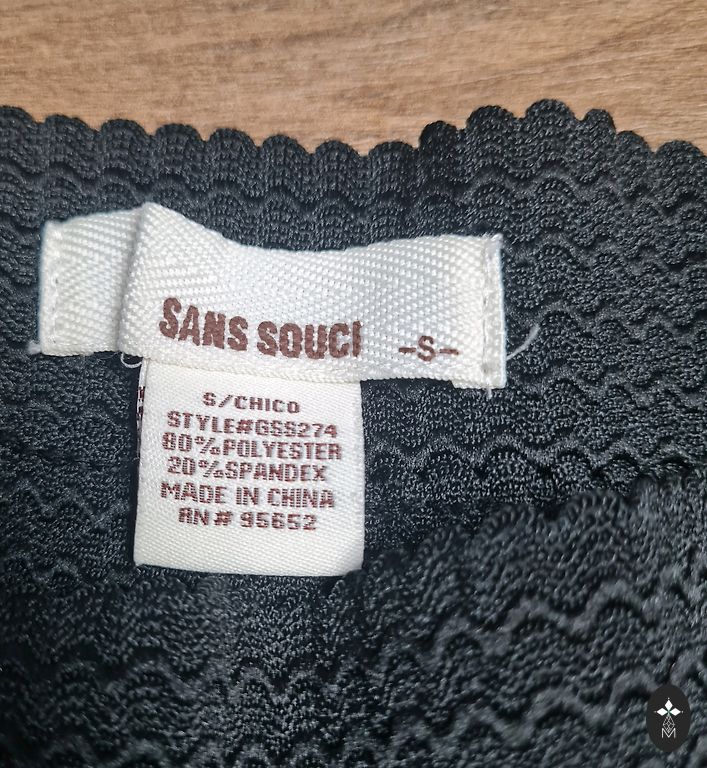 SANS SOUCI -S-
S/CHICO
STYLE#GSS274
80%POLYESTER
20%SPANDEX
MADE IN CHINA
RN# 95652
M